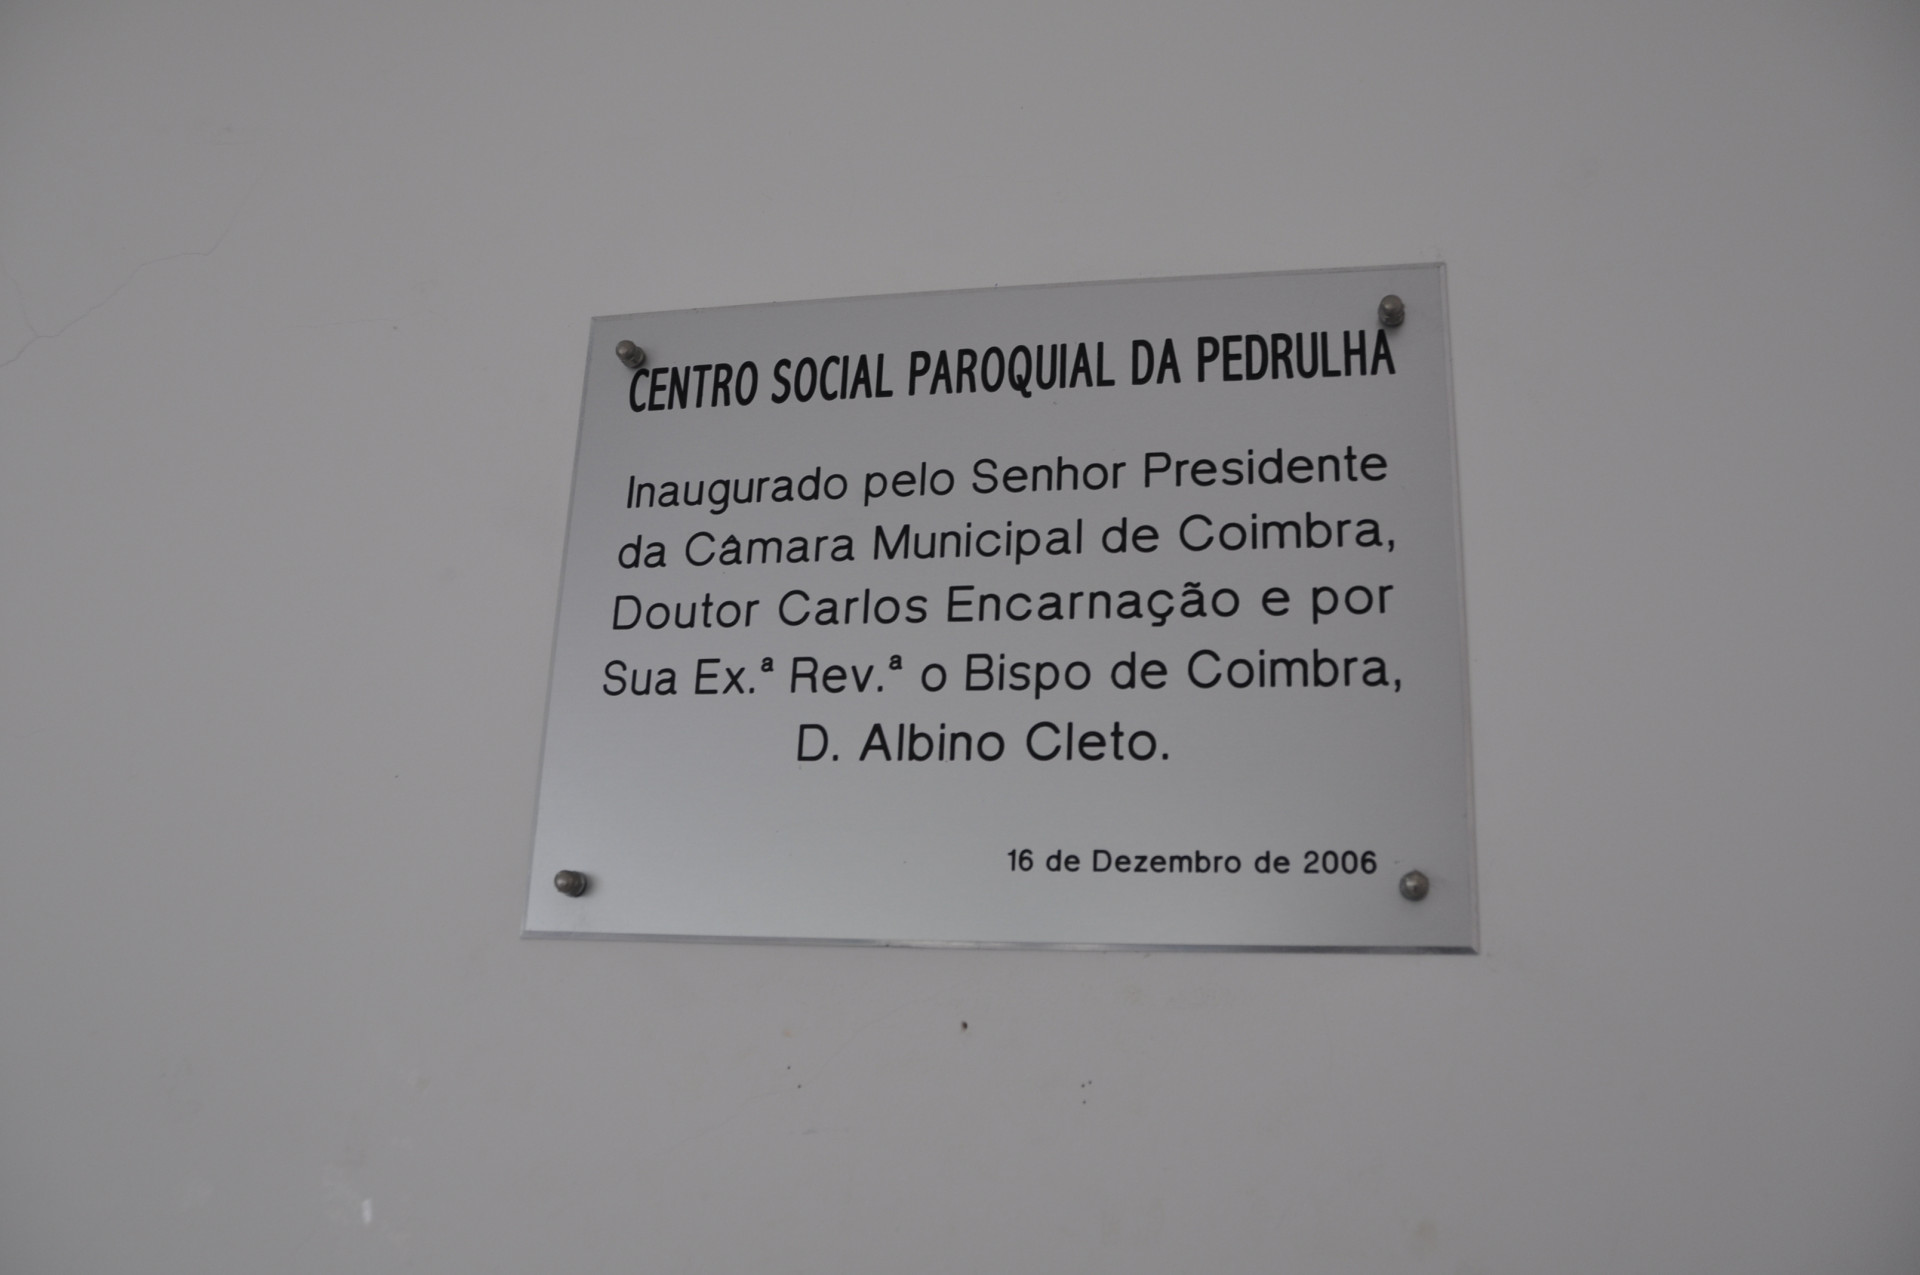 CENTRO SOCIAL PAROQUIAL DA PEDRULHA
Inaugurado pelo Senhor Presidente
da Câmara Municipal de Coimbra,
Doutor Carlos Encarnação e por
Sua Ex.ª Rev.ª o Bispo de Coimbra,
D. Albino Cleto.
16 de Dezembro de 2006